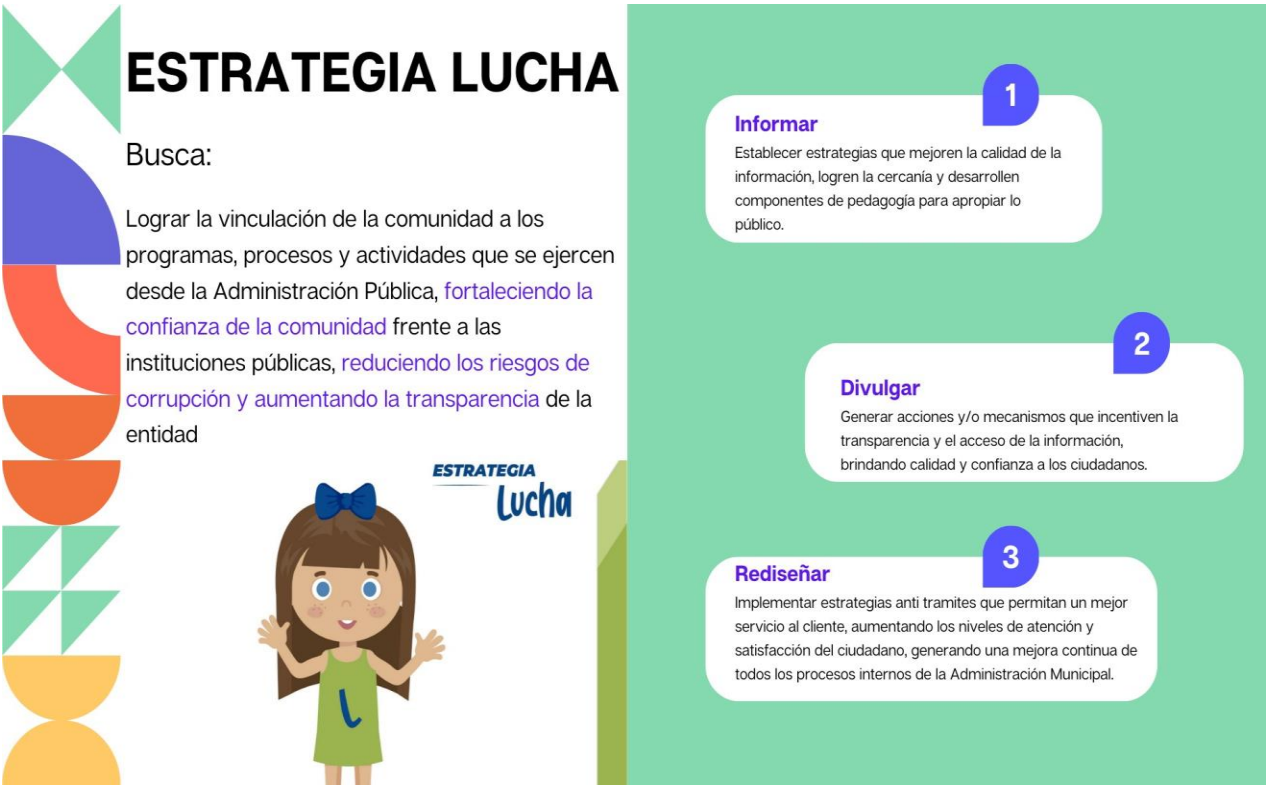 ESTRATEGIA LUCHA
Busca:
Lograr la vinculación de la comunidad a los
programas, procesos y actividades que se ejercen
desde la Administración Pública, fortaleciendo la
confianza de la comunidad frente a las
instituciones públicas, reduciendo los riesgos de
corrupción y aumentando la transparencia de la
entidad
ESTRATEGIA
Lucha
L
1
Informar
Establecer estrategias que mejoren la calidad de la
información, logren la cercanía y desarrollen
componentes de pedagogía para apropiar lo
público.
2
Divulgar
Generar acciones y/o mecanismos que incentiven la
transparencia y el acceso de la información,
brindando calidad y confianza a los ciudadanos.
3
Rediseñar
Implementar estrategias anti tramites que permitan un mejor
servicio al cliente, aumentando los niveles de atención y
satisfacción del ciudadano, generando una mejora continua de
todos los procesos internos de la Administración Municipal.